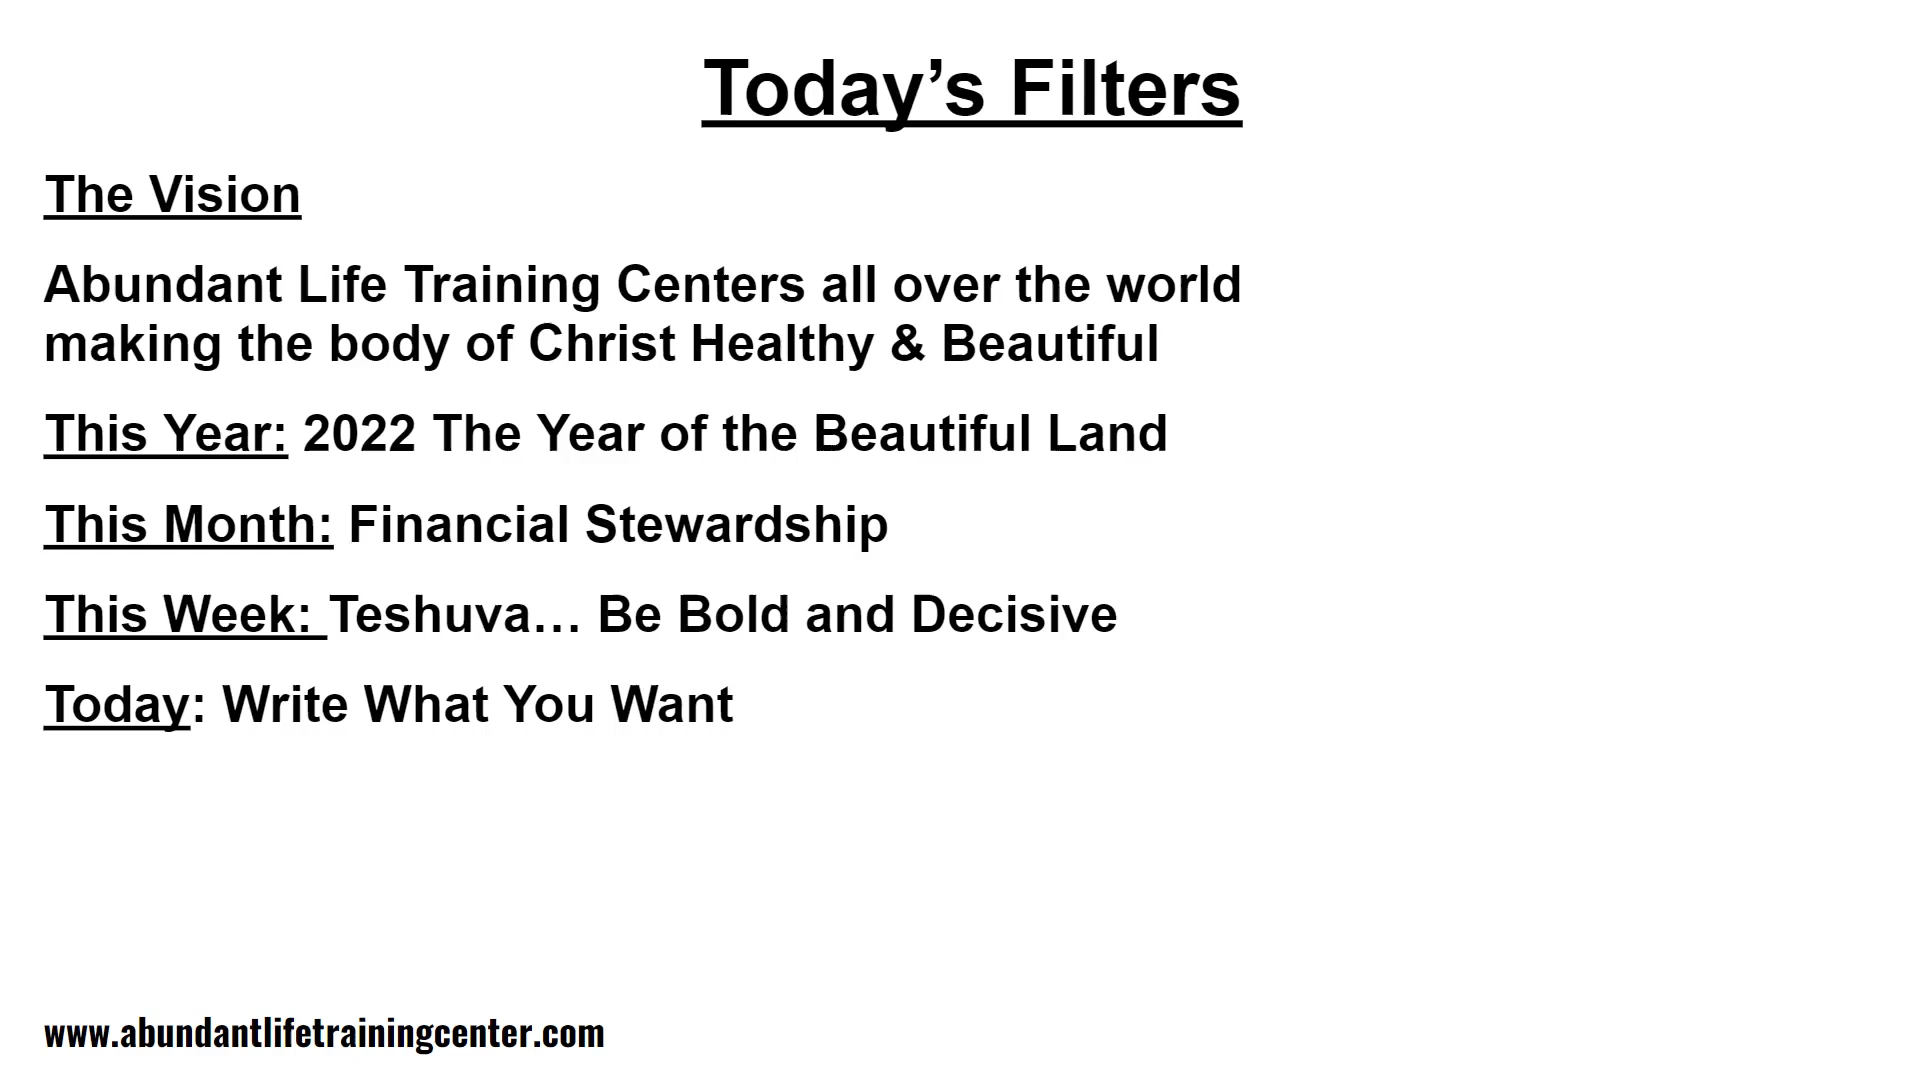 Today’s Filters
The Vision
Abundant Life Training Centers all over the world
making the body of Christ Healthy & Beautiful
This Year: 2022 The Year of the Beautiful Land
This Month: Financial Stewardship
This Week: Teshuva… Be Bold and Decisive
Today: Write What You Want
www.abundantlifetrainingcenter.com